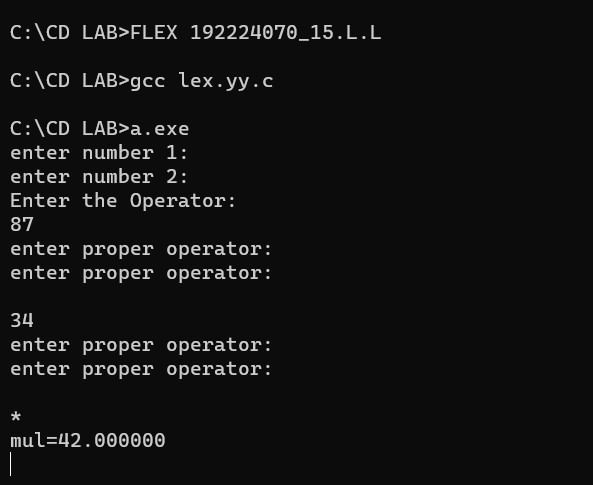 C:\CD LAB>FLEX 192224070_15.L.L
C:\CD LAB>gcc lex.yy.c
C:\CD LAB>a.exe
enter number 1:
enter number 2:
Enter the Operator:
87
enter proper operator:
enter proper operator:
34
enter proper operator:
enter proper operator:
*
mul=42.000000